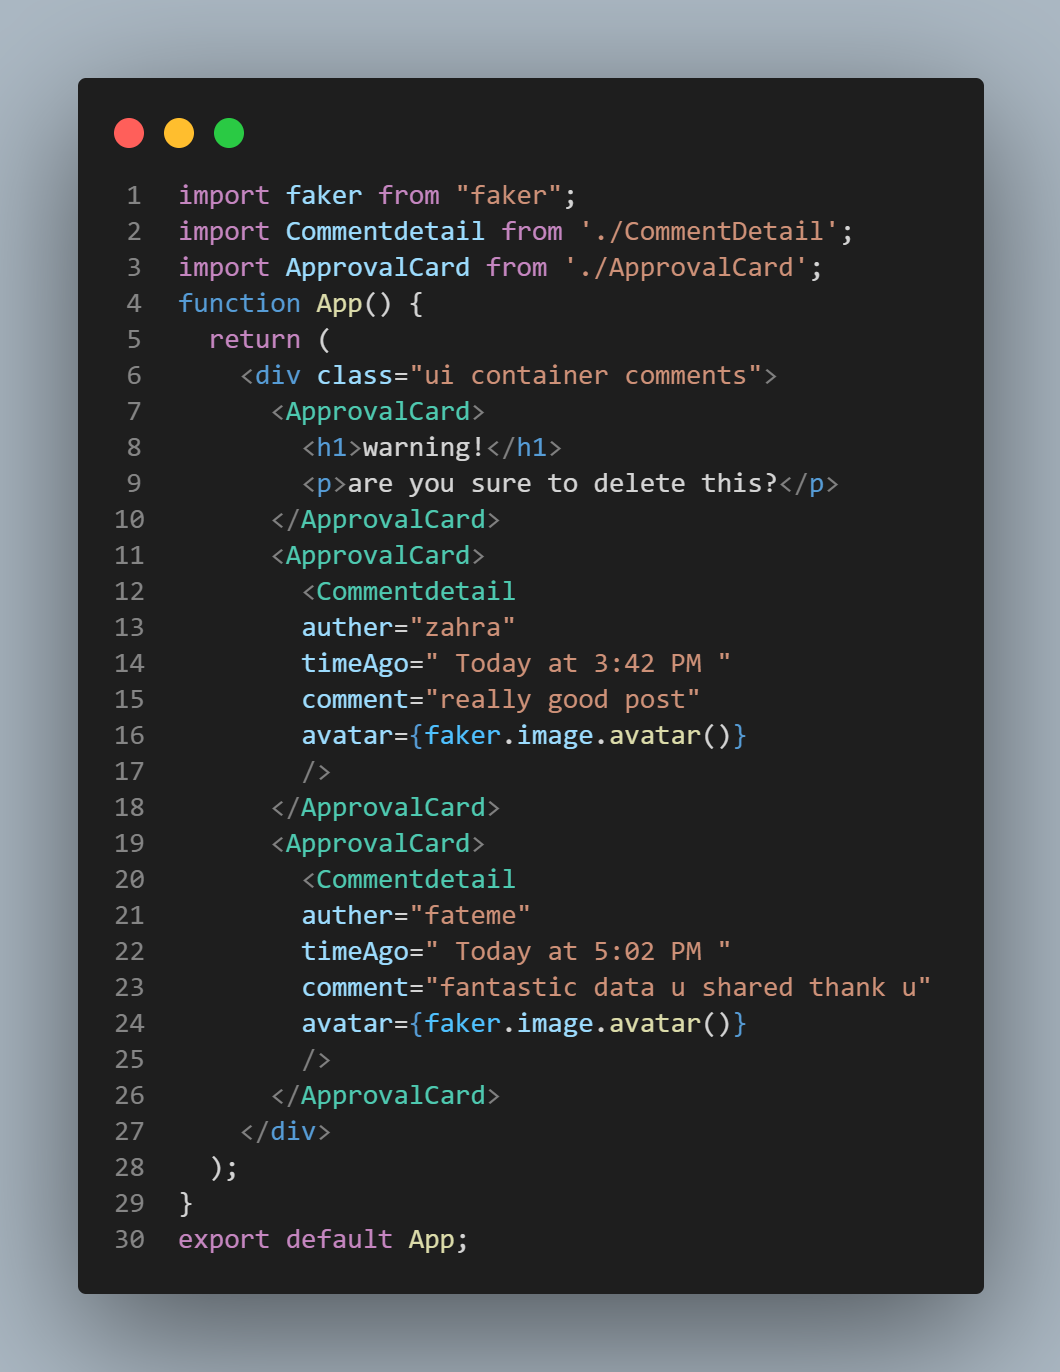 1 import faker from "faker";
2 import Commentdetail from './CommentDetail';
3 import ApprovalCard from './ApprovalCard';
4 function App() {
5   return (
6     <div class="ui container comments">
7       <ApprovalCard>
8         <h1>warning!</h1>
9         <p>are you sure to delete this?</p>
10       </ApprovalCard>
11       <ApprovalCard>
12         <Commentdetail
13         auther="zahra"
14         timeAgo=" Today at 3:42 PM "
15         comment="really good post"
16         avatar={faker.image.avatar()}
17         />
18       </ApprovalCard>
19       <ApprovalCard>
20         <Commentdetail
21         auther="fateme"
22         timeAgo=" Today at 5:02 PM "
23         comment="fantastic data u shared thank u"
24         avatar={faker.image.avatar()}
25         />
26       </ApprovalCard>
27     </div>
28   );
29 }
30 export default App;